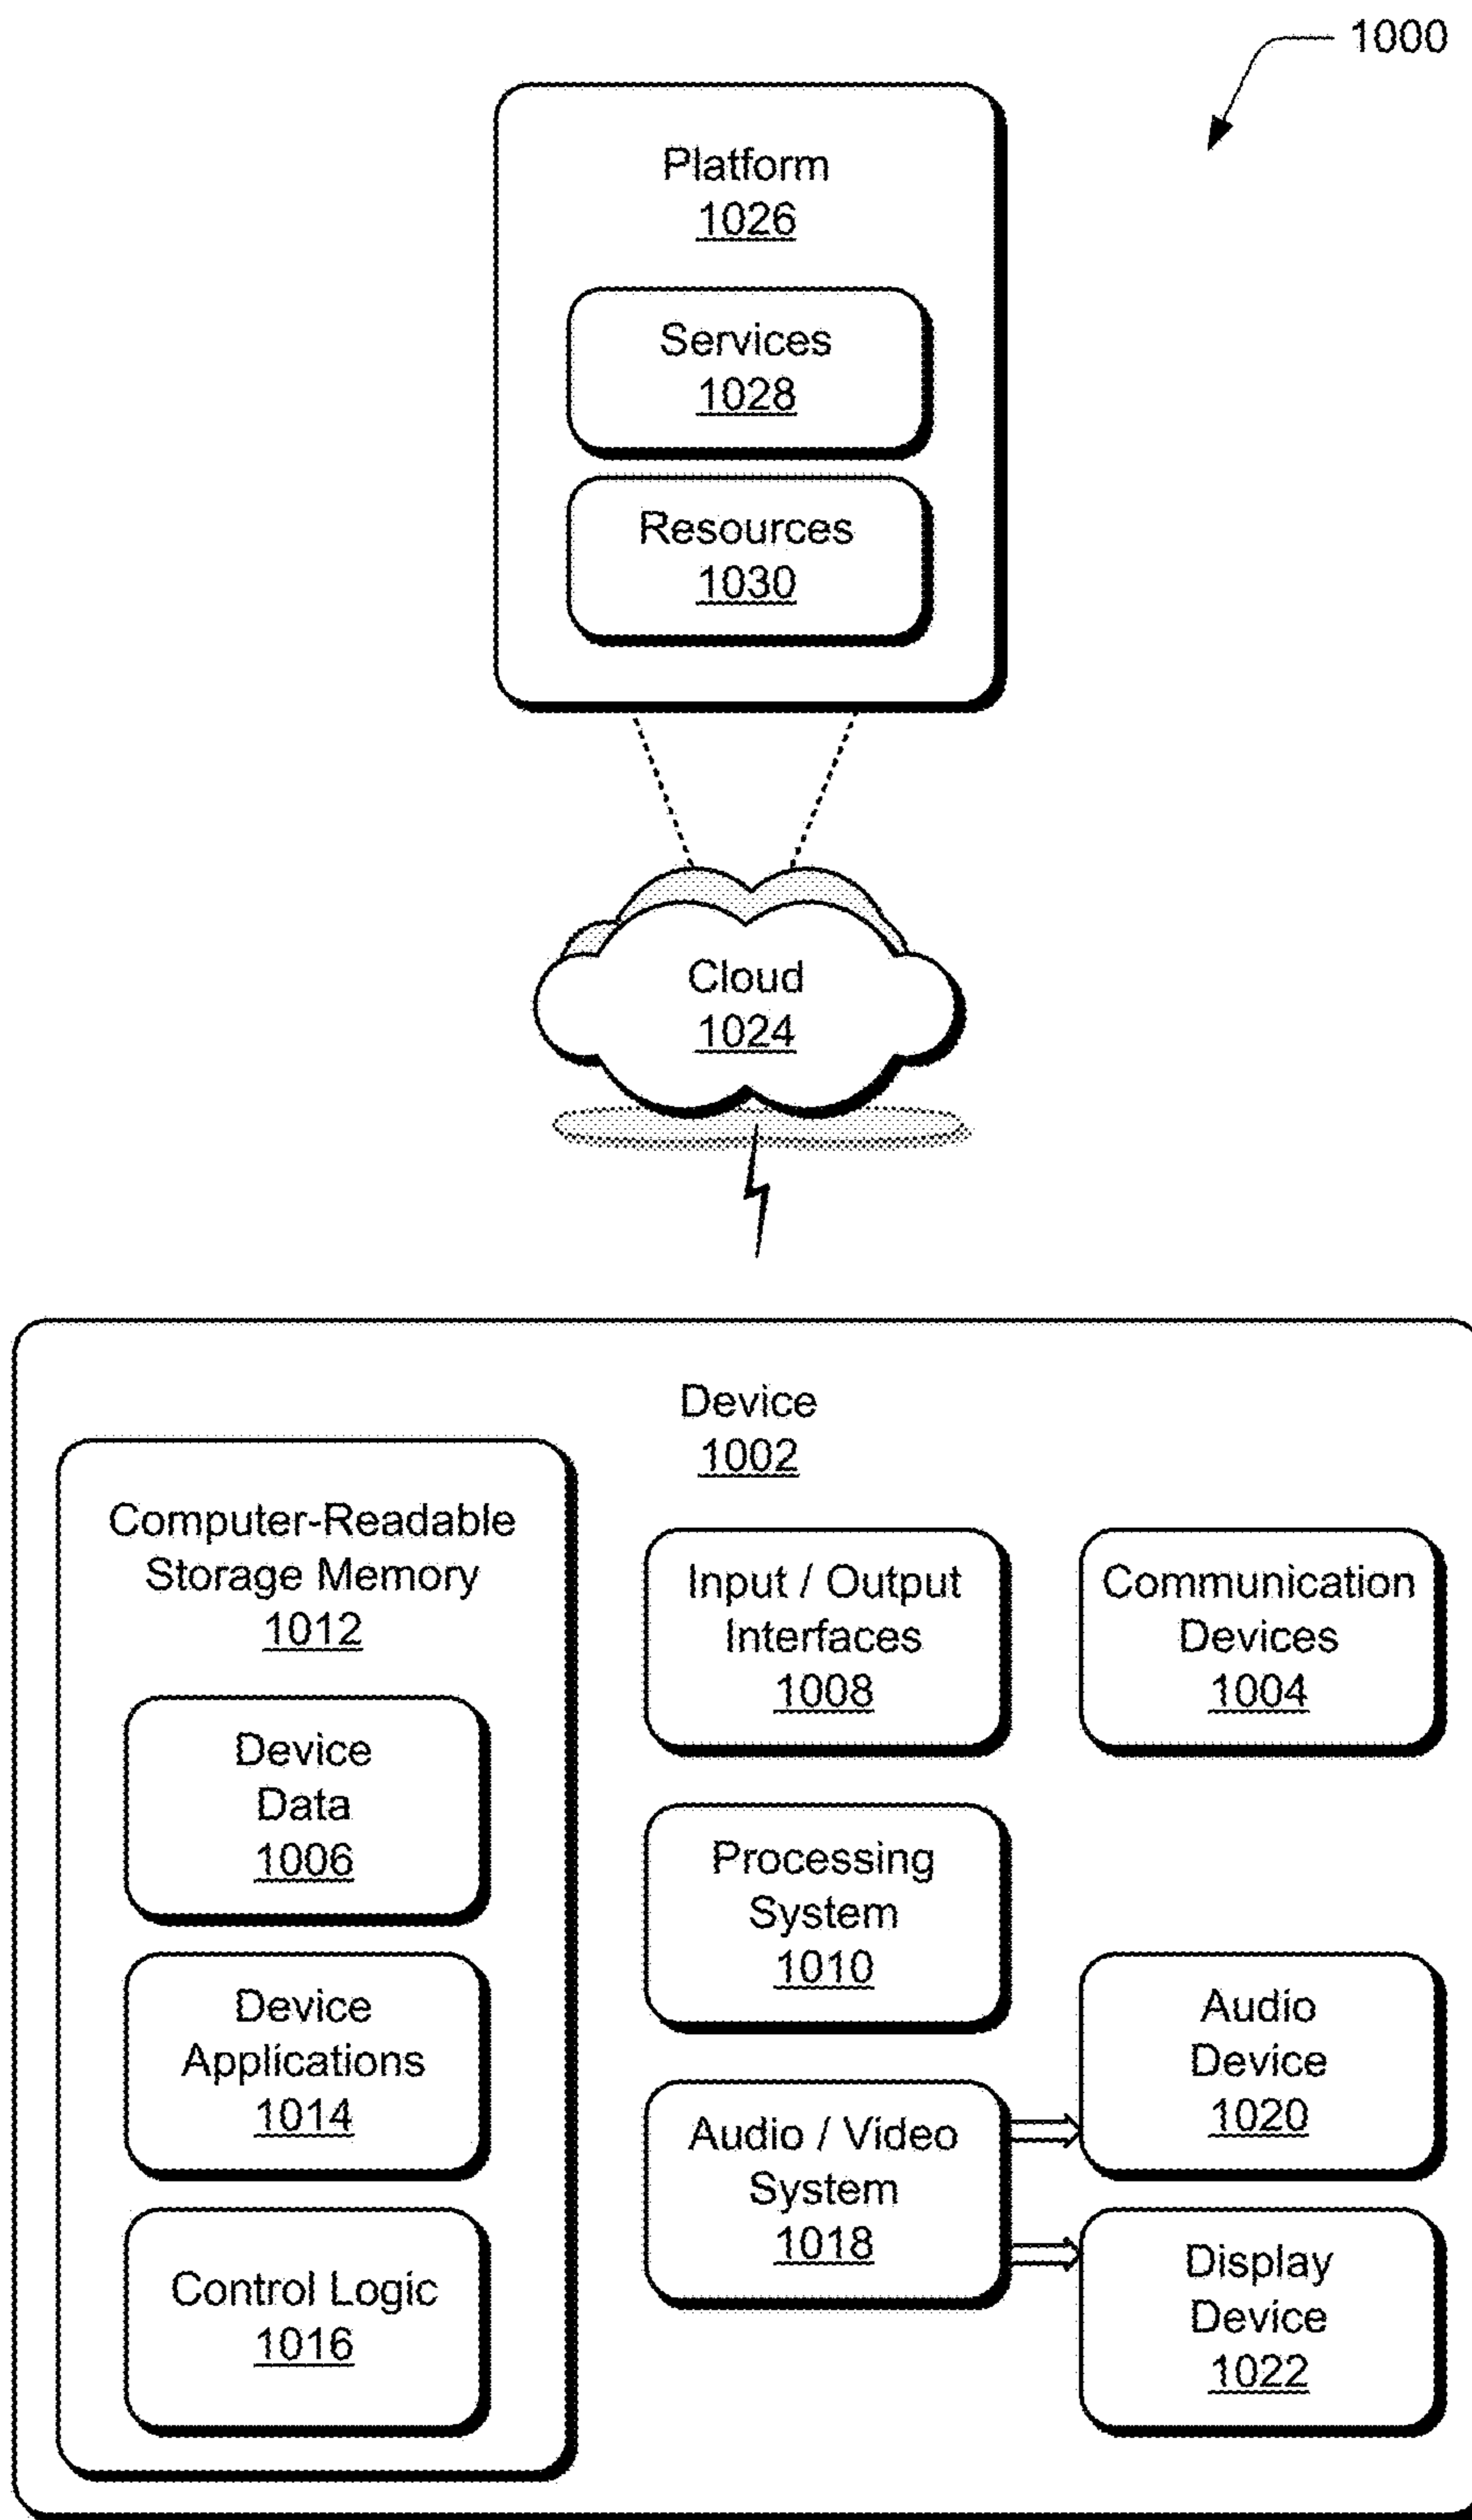 1000
Platform
1026
Services
1028
Resources
1030
Cloud
1024
Device
1002
Computer-Readable
Storage Memory
1012
Device
Data
1006
Device
Applications
1014
Control Logic
1016
Input / Output
Interfaces
1008
Communication
Devices
1004
Processing
System
1010
Audio / Video
System
1018
Audio
Device
1020
Display
Device
1022